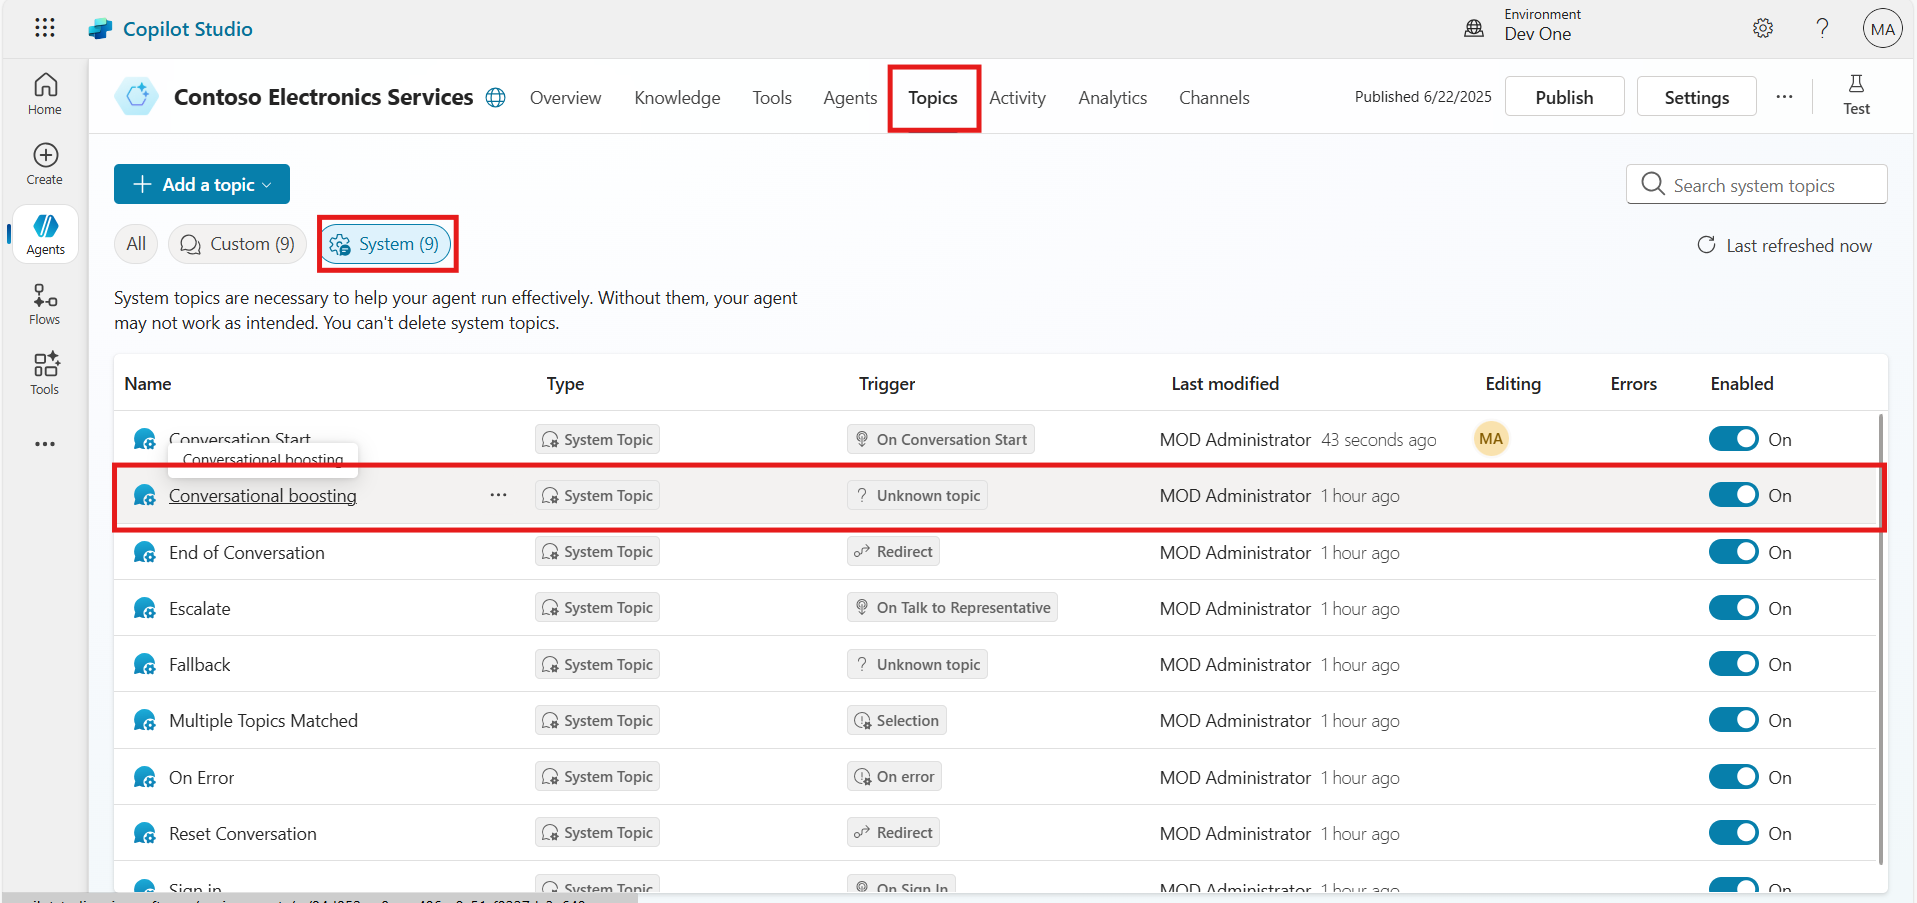 Copilot Studio
Environment
Dev One
MA
Home
Create
Agents
Flows
Tools
Contoso Electronics Services
Overview
Knowledge
Tools
Agents
Topics
Activity
Analytics
Channels
Published 6/22/2025
Publish
Settings
Test
Add a topic
Search system topics
All
Custom (9)
System (9)
Last refreshed now
System topics are necessary to help your agent run effectively. Without them, your agent
may not work as intended. You can't delete system topics.
Name Type Trigger Last modified Editing Errors Enabled
Conversation Start System Topic On Conversation Start MOD Administrator 43 seconds ago MA On
Conversational boosting
Conversational boosting System Topic Unknown topic MOD Administrator 1 hour ago On
End of Conversation System Topic Redirect MOD Administrator 1 hour ago On
Escalate System Topic On Talk to Representative MOD Administrator 1 hour ago On
Fallback System Topic Unknown topic MOD Administrator 1 hour ago On
Multiple Topics Matched System Topic Selection MOD Administrator 1 hour ago On
On Error System Topic On error MOD Administrator 1 hour ago On
Reset Conversation System Topic Redirect MOD Administrator 1 hour ago On
Sign in System Topic On Sign In MOD Administrator 1 hour ago On